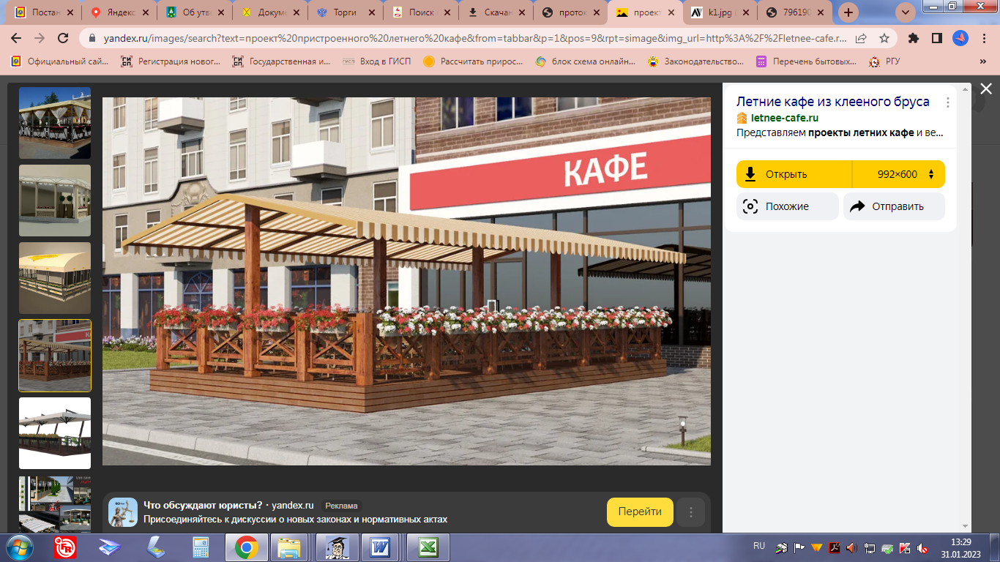 Постан
Яндекс
Об утв
Докуме
Торги
Поиск
Скачан
проток
проект
k1.jpg (
796190
yandex.ru/images/search?text=проект%20пристроенного%20летнего%20кафе&from=tabbar&p=1&pos=9&rpt=simage&img_url=http%3A%2F%2Fletnee-cafe.r...
Официальный сай...
Регистрация новог...
Государственная и...
гисп Вход в ГИСП
Рассчитать прирос...
блок схема онлайн...
Законодательство...
Перечень бытовых...
РГУ
»
КАФЕ
Летние кафе из клееного бруса
letnee-cafe.ru
Представляем проекты летних кафе и ве...
Открыть 992×600
Похожие Отправить
Что обсуждают юристы? · yandex.ru Реклама
Присоединяйтесь к дискуссии о новых законах и нормативных актах
Перейти
RU
13:29
31.01.2023